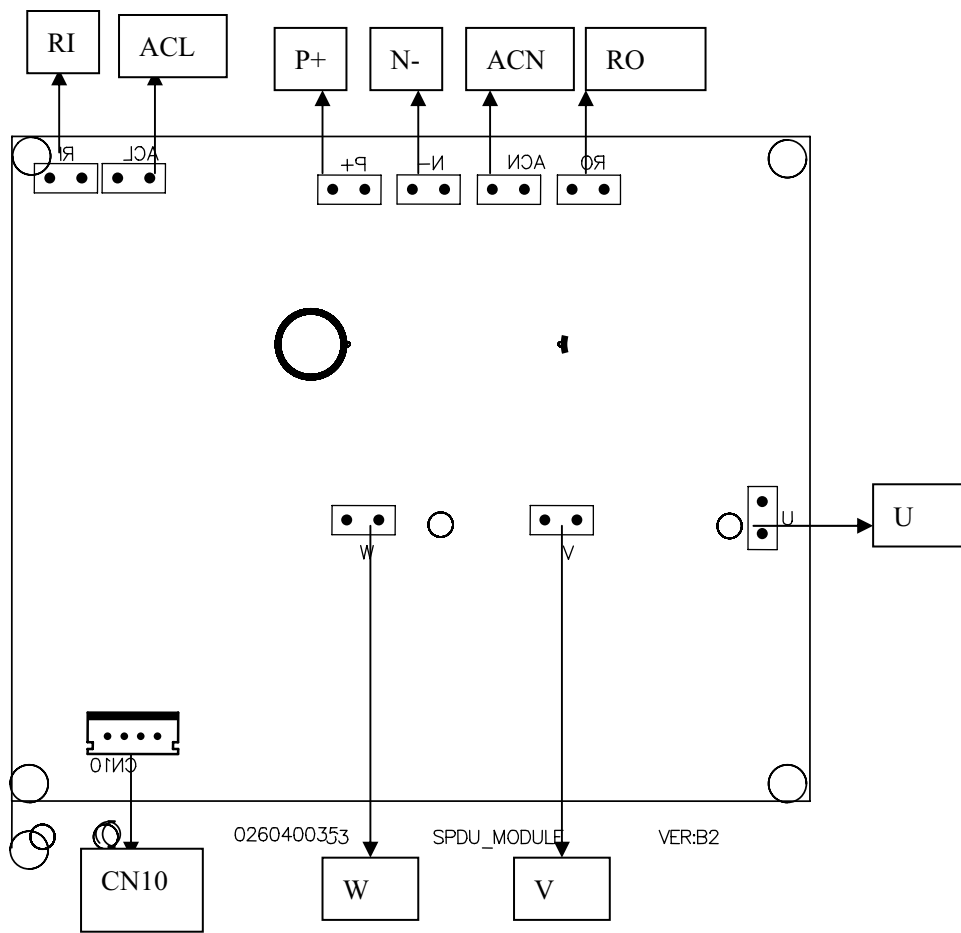 RI
ACL
P+
N-
ACN
RO
RI
ACL
P+
N-
ACN
RO
U
U
W
V
CN10
0260400353
SPDU_MODULE
VER:B2
CN10
W
V